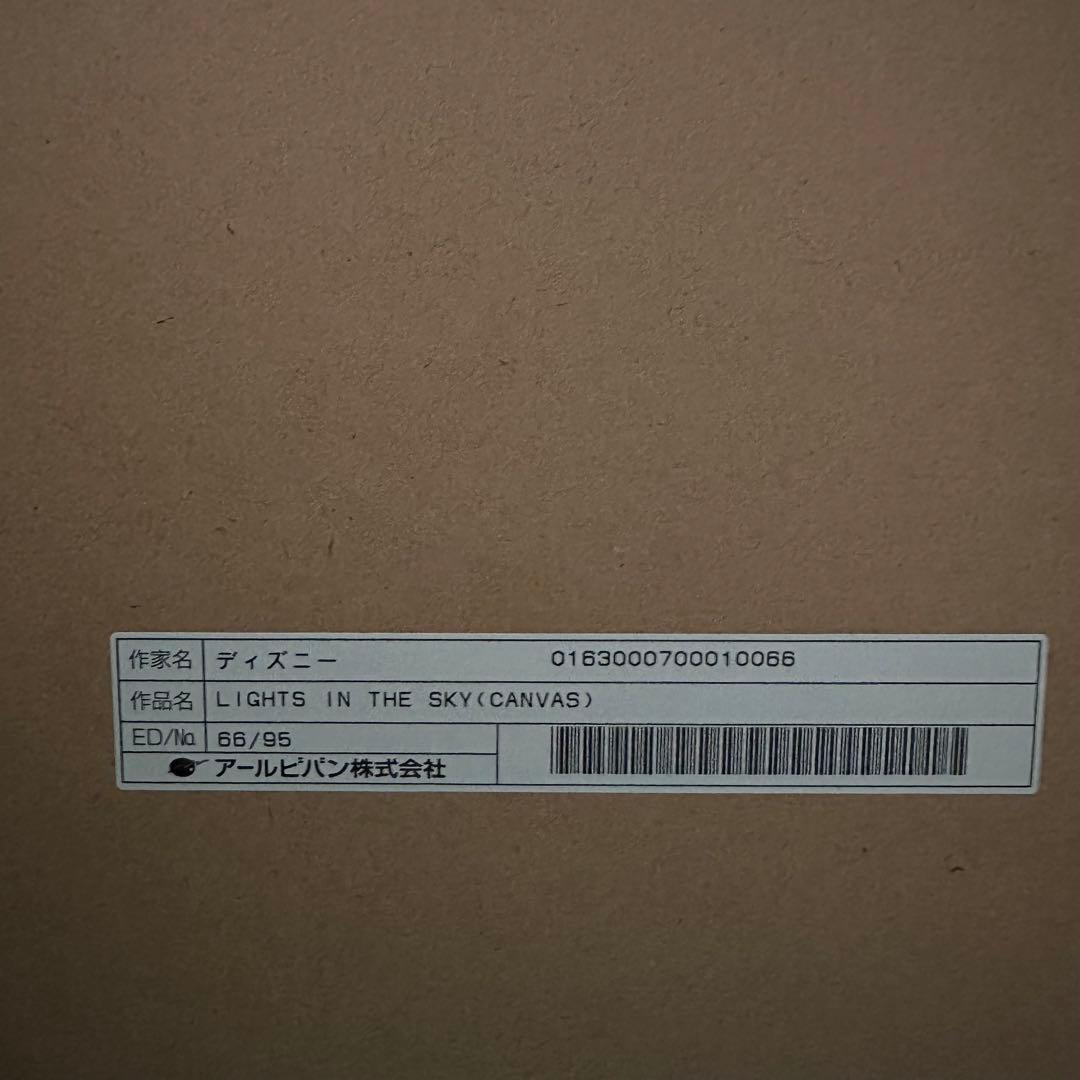 作家名 ディズニー 0163000700010066
作品名 LIGHTS IN THE SKY(CANVAS)
ED/No. 66/95
アールビバン株式会社